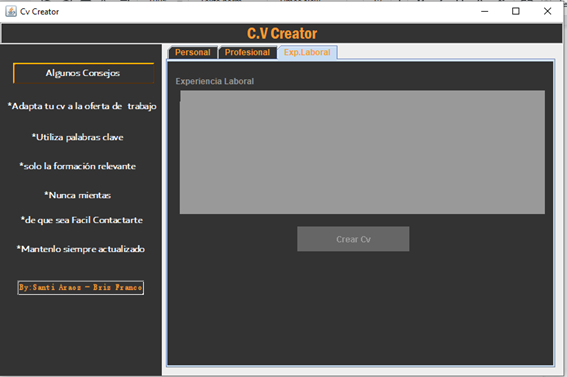 Cv Creator
C.V Creator
Personal
Profesional
Exp.Laboral
Algunos Consejos
*Adapta tu cv a la oferta de trabajo
*Utiliza palabras clave
*solo la formación relevante
*Nunca mientas
*de que sea Facil Contactarte
*Mantenlo siempre actualizado
By:Santi Araoz - Briz Franco
Experiencia Laboral
Crear Cv